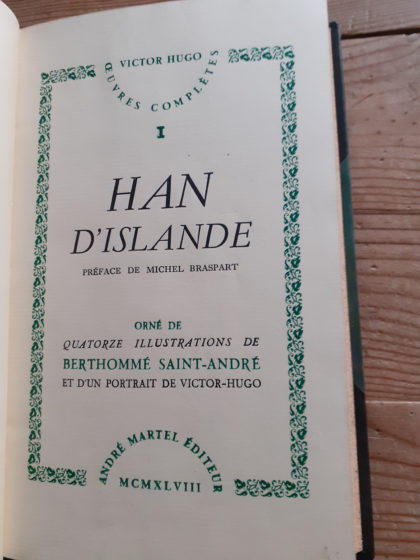 VICTOR HUGO
ŒUVRES COMPLÈTES
I
HAN
D'ISLANDE
PRÉFACE DE MICHEL BRASPART
ORNÉ DE
QUATORZE ILLUSTRATIONS DE
BERTHOMMÉ SAINT-ANDRÉ
ET D'UN PORTRAIT DE VICTOR-HUGO
ANDRÉ MARTEL ÉDITEUR
MCMXLVIII